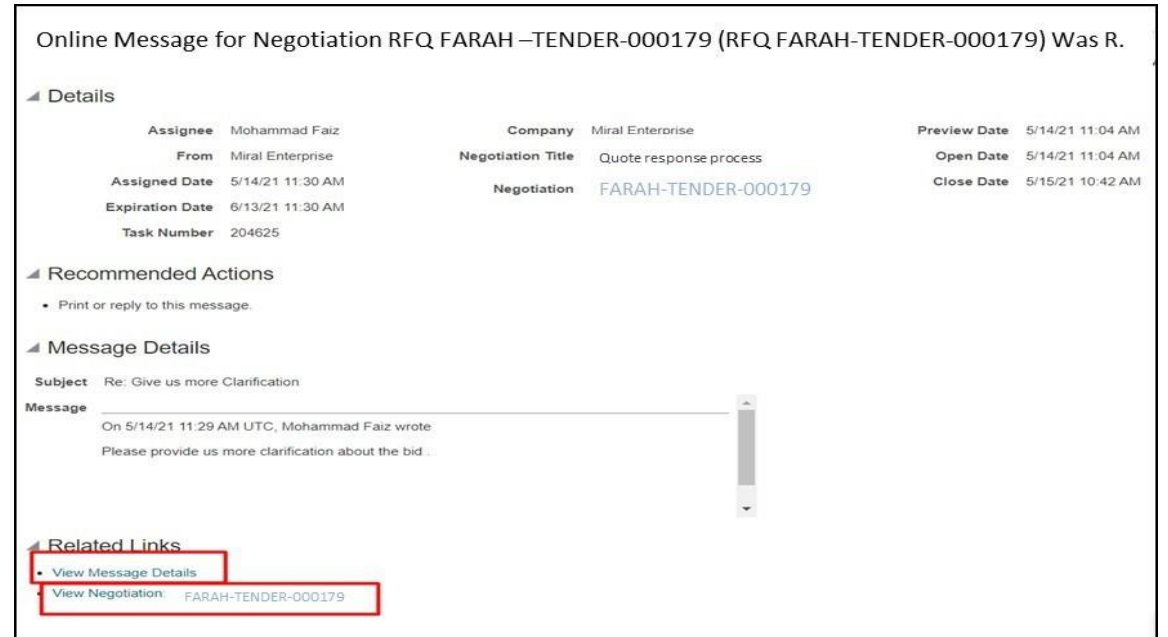 Online Message for Negotiation RFQ FARAH –TENDER-000179 (RFQ FARAH-TENDER-000179) Was R.
Details
Assignee Mohammad Faiz
From Miral Enterprise
Assigned Date 5/14/21 11:30 AM
Expiration Date 6/13/21 11:30 AM
Task Number 204625
Company Miral Enterprise
Negotiation Title Quote response process
Negotiation FARAH-TENDER-000179
Preview Date 5/14/21 11:04 AM
Open Date 5/14/21 11:04 AM
Close Date 5/15/21 10:42 AM
Recommended Actions
• Print or reply to this message.
Message Details
Subject Re: Give us more Clarification
Message
On 5/14/21 11:29 AM UTC, Mohammad Faiz wrote
Please provide us more clarification about the bid .
Related Links
• View Message Details
• View Negotiation: FARAH-TENDER-000179